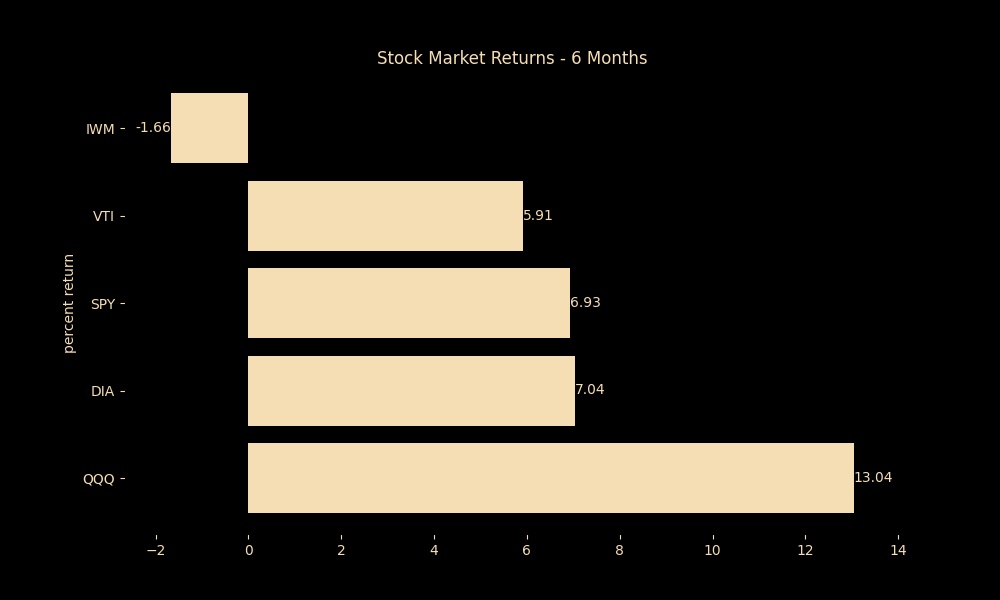 Stock Market Returns - 6 Months
percent return
IWM -1.66
VTI 5.91
SPY 6.93
DIA 7.04
QQQ 13.04
−2 0 2 4 6 8 10 12 14